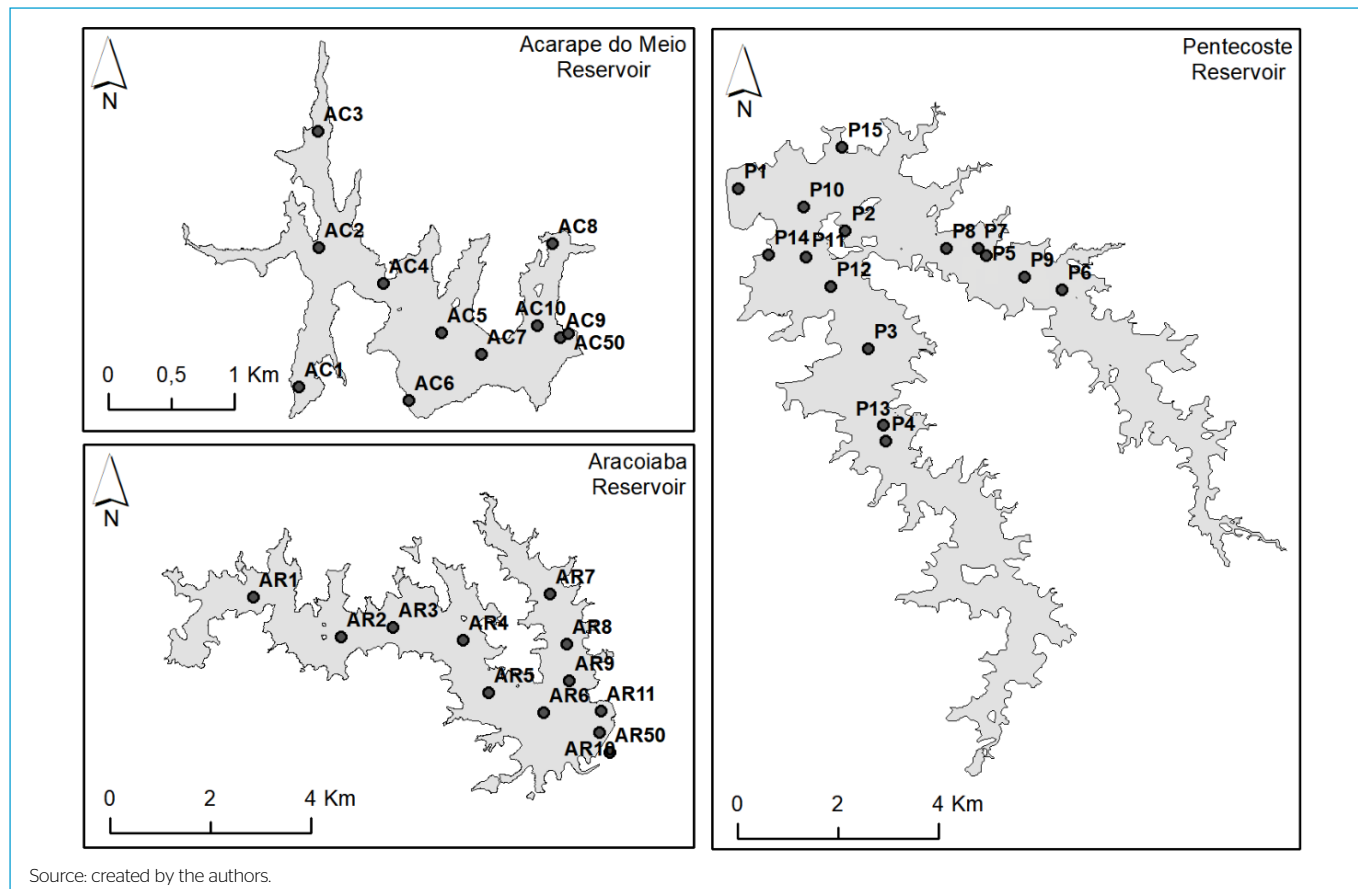 Acarape do Meio
Reservoir
N
AC3
AC2
AC8
AC4
AC5
AC10
AC9
AC7
AC50
AC1
AC6
0 0,5 1 Km
Aracoiaba
Reservoir
N
AR1
AR7
AR2
AR3
AR4
AR8
AR5
AR9
AR6
AR11
AR10
AR50
0 2 4 Km
Pentecoste
Reservoir
N
P15
P1
P10
P2
P14
P11
P8
P7
P5
P12
P9
P6
P3
P13
P4
0 2 4 Km
Source: created by the authors.